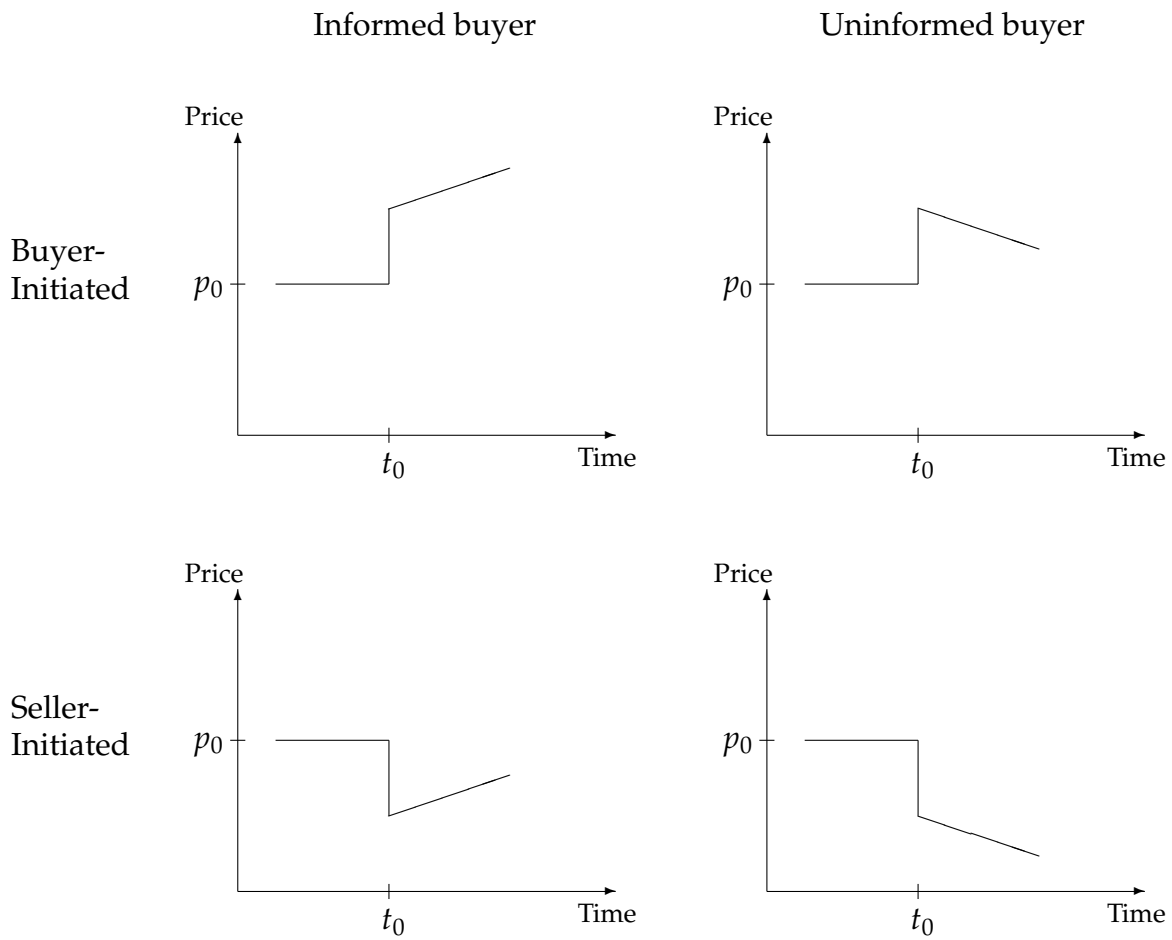 Informed buyer
Uninformed buyer
Price
Price
Buyer-
Initiated
p0
p0
t0
Time
t0
Time
Price
Price
Seller-
Initiated
p0
p0
t0
Time
t0
Time